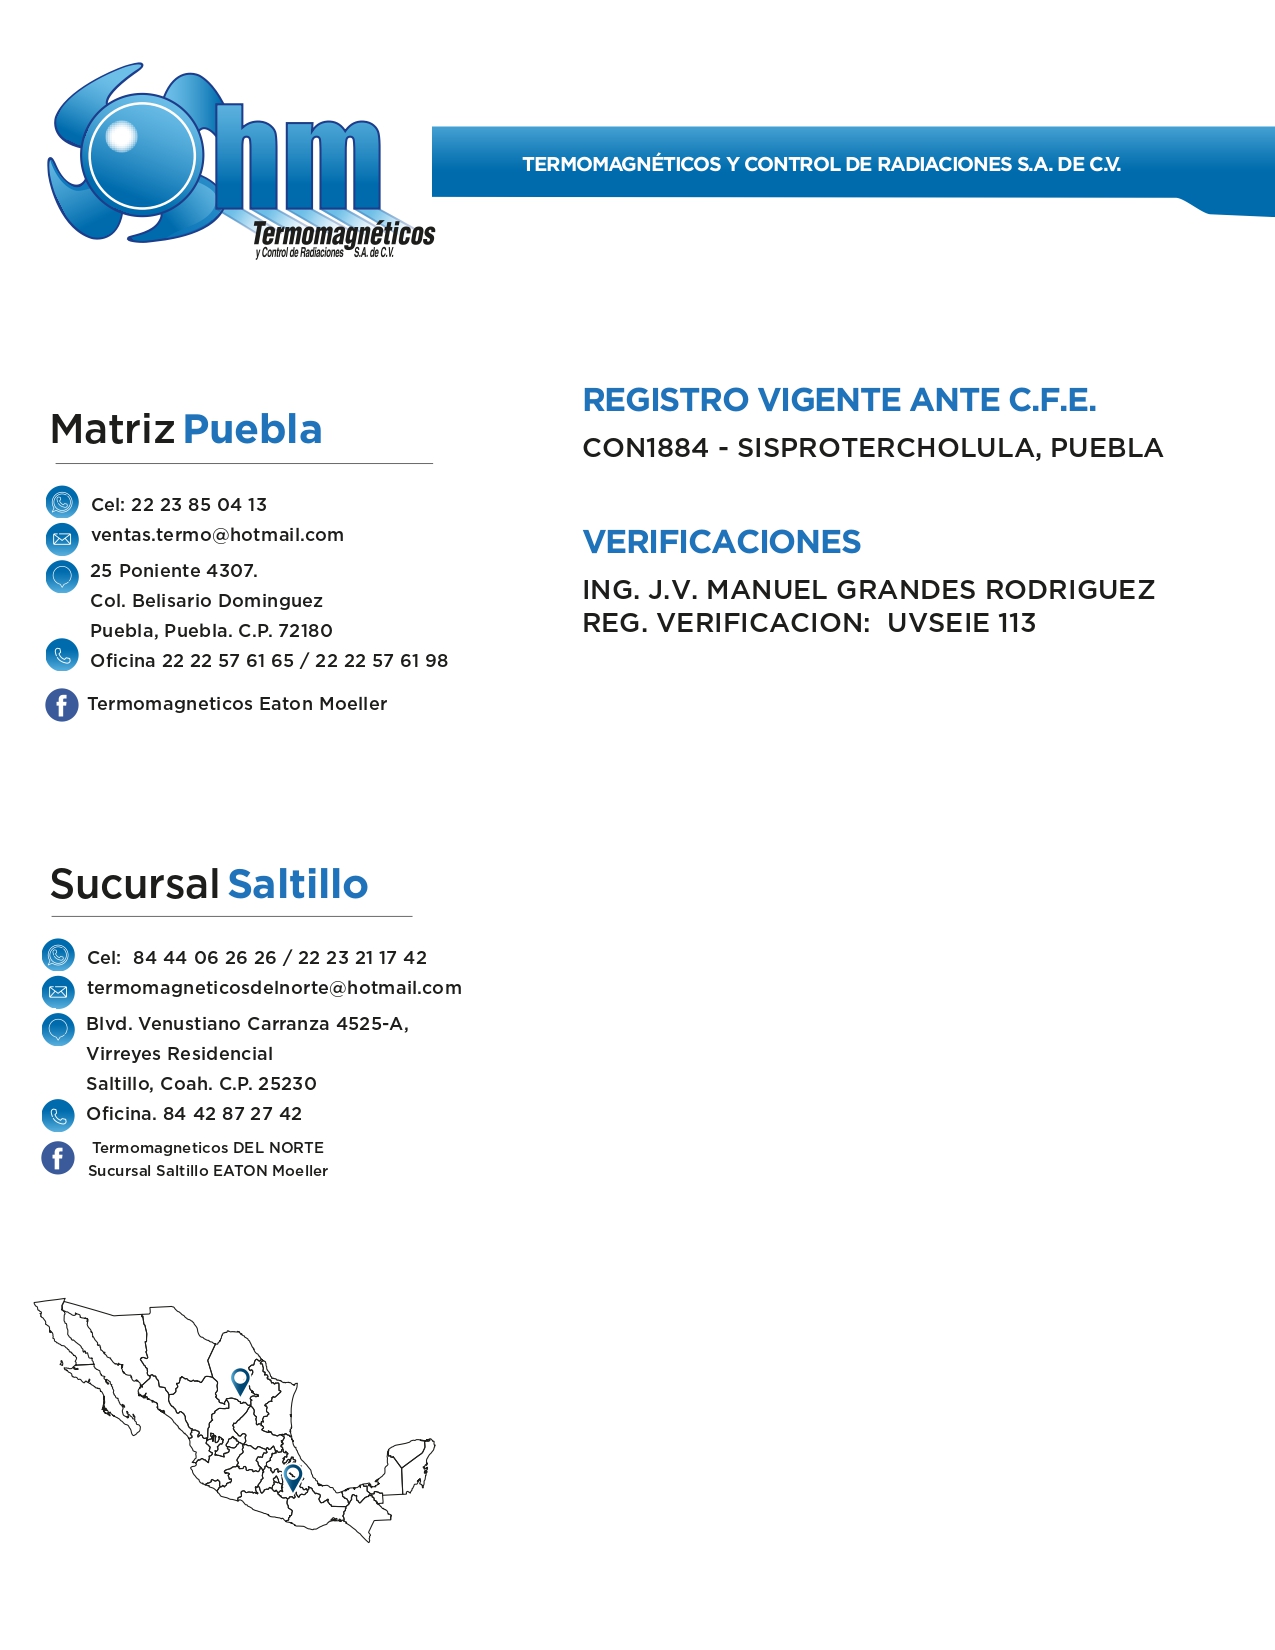 Ohm
Termomagnéticos
y Control de Radiaciones S.A. de C.V.
TERMOMAGNÉTICOS Y CONTROL DE RADIACIONES S.A. DE C.V.
Matriz Puebla
Cel: 22 23 85 04 13
ventas.termo@hotmail.com
25 Poniente 4307.
Col. Belisario Dominguez
Puebla, Puebla. C.P. 72180
Oficina 22 22 57 61 65 / 22 22 57 61 98
Termomagneticos Eaton Moeller
REGISTRO VIGENTE ANTE C.F.E.
CON1884 - SISPROTERCHOLULA, PUEBLA
VERIFICACIONES
ING. J.V. MANUEL GRANDES RODRIGUEZ
REG. VERIFICACION: UVSEIE 113
Sucursal Saltillo
Cel: 84 44 06 26 26 / 22 23 21 17 42
termomagneticosdelnorte@hotmail.com
Blvd. Venustiano Carranza 4525-A,
Virreyes Residencial
Saltillo, Coah. C.P. 25230
Oficina. 84 42 87 27 42
Termomagneticos DEL NORTE
Sucursal Saltillo EATON Moeller